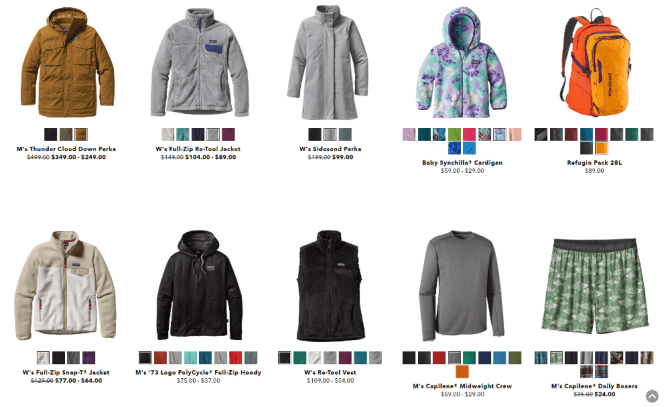 M's Thunder Cloud Down Parka
$499.00 $349.00 - $249.00
W's Full-Zip Re-Tool Jacket
$149.00 $104.00 - $89.00
W's Sidesend Parka
$199.00 $99.00
Baby Synchilla® Cardigan
$59.00 - $29.00
Refugio Pack 28L
$89.00
W's Full-Zip Snap-T® Jacket
$129.00 $77.00 - $64.00
M's '73 Logo PolyCycle® Full-Zip Hoody
$75.00 - $37.00
W's Re-Tool Vest
$109.00 - $54.00
M's Capilene® Midweight Crew
$59.00 - $29.00
M's Capilene® Daily Boxers
$35.00 $24.00